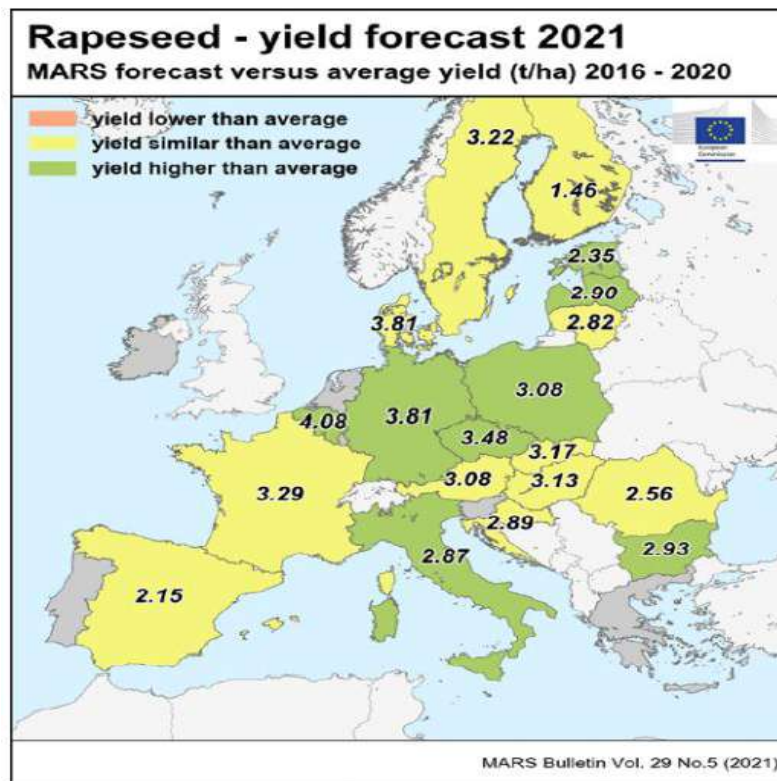 Rapeseed - yield forecast 2021
MARS forecast versus average yield (t/ha) 2016 - 2020
yield lower than average
yield similar than average
yield higher than average
European
Commission
3.22
1.46
2.35
2.90
2.82
3.81
3.08
4.08
3.81
3.48
3.17
3.08
3.13
3.29
2.56
2.89
2.93
2.87
2.15
MARS Bulletin Vol. 29 No.5 (2021)